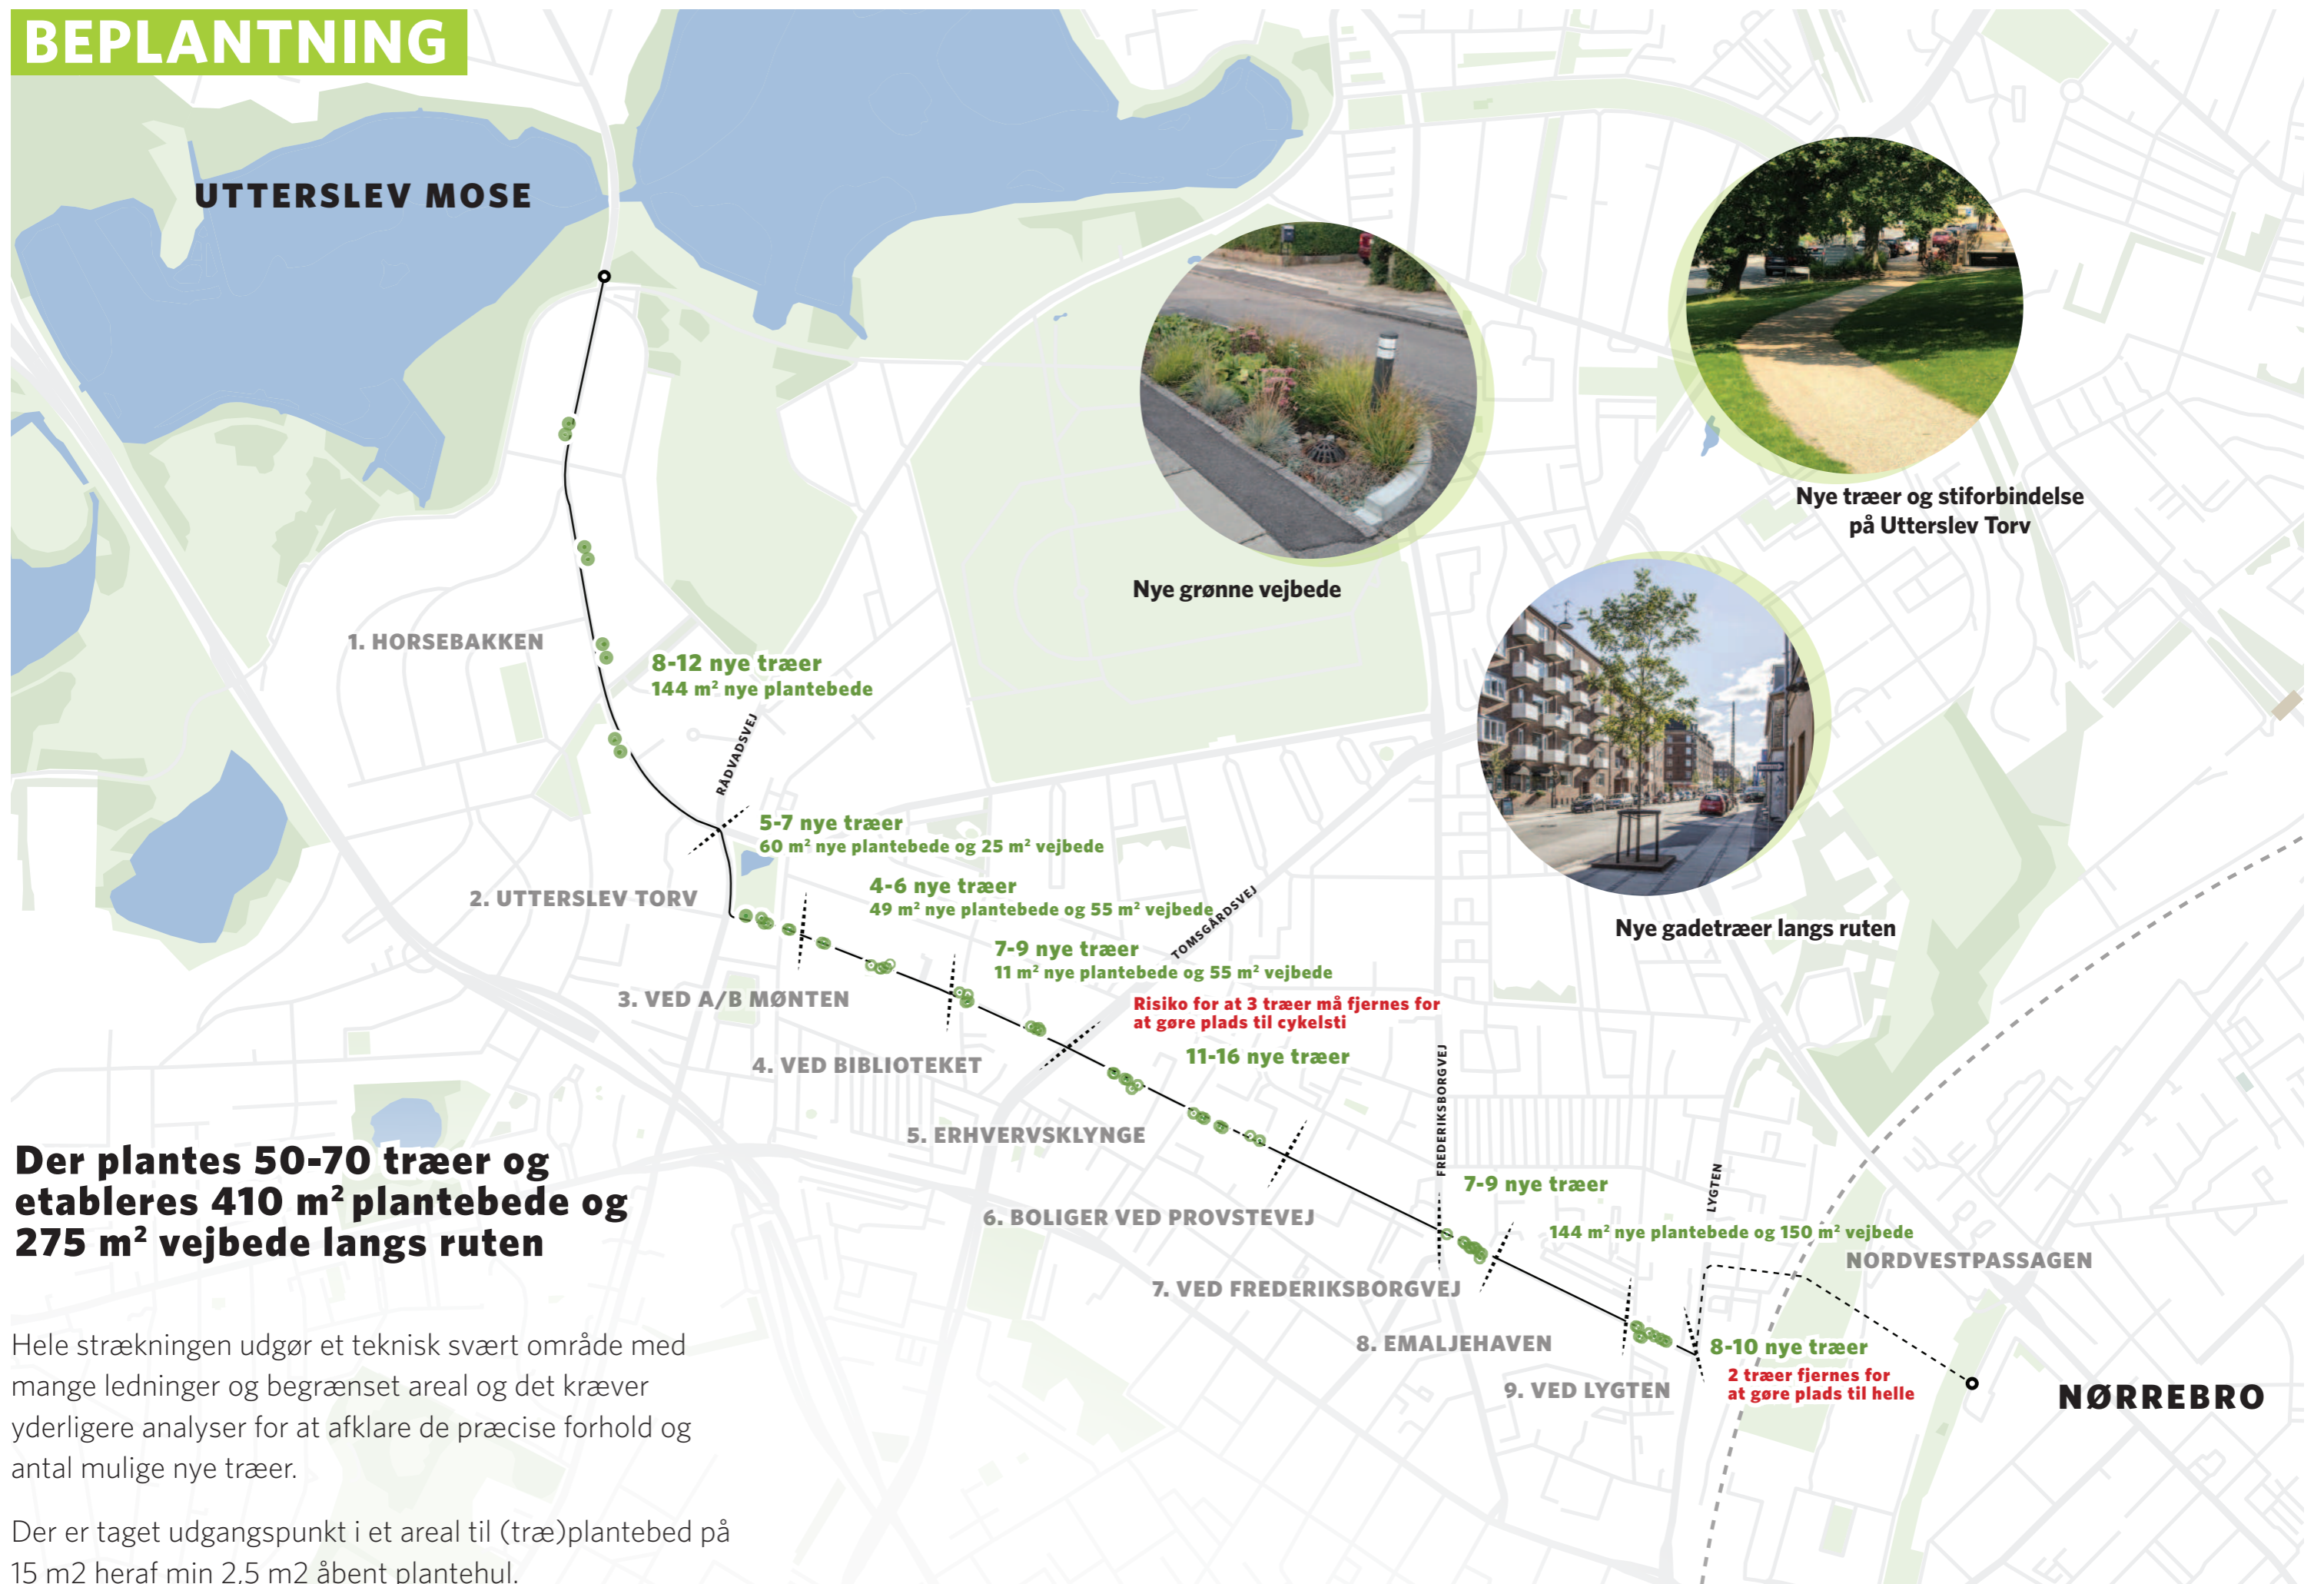 BEPLANTNING
UTTERSLEV MOSE
Nye træer og stiforbindelse
på Utterslev Torv
Nye grønne vejbede
Nye gadetræer langs ruten
1. HORSEBAKKEN
8-12 nye træer
144 m² nye plantebede
RÅDVADSVEJ
5-7 nye træer
60 m² nye plantebede og 25 m² vejbede
2. UTTERSLEV TORV
4-6 nye træer
49 m² nye plantebede og 55 m² vejbede
TOMSGÅRDSVEJ
7-9 nye træer
11 m² nye plantebede og 55 m² vejbede
3. VED A/B MØNTEN
Risiko for at 3 træer må fjernes for
at gøre plads til cykelsti
11-16 nye træer
4. VED BIBLIOTEKET
FREDERIKSBORGVEJ
5. ERHVERVSKLYNGE
LYGTEN
7-9 nye træer
6. BOLIGER VED PROVSTEVEJ
144 m² nye plantebede og 150 m² vejbede
NORDVESTPASSAGEN
7. VED FREDERIKSBORGVEJ
8. EMALJEHAVEN
8-10 nye træer
2 træer fjernes for
at gøre plads til helle
9. VED LYGTEN
NØRREBRO
Der plantes 50-70 træer og
etableres 410 m² plantebede og
275 m² vejbede langs ruten
Hele strækningen udgør et teknisk svært område med
mange ledninger og begrænset areal og det kræver
yderligere analyser for at afklare de præcise forhold og
antal mulige nye træer.
Der er taget udgangspunkt i et areal til (træ)plantebed på
15 m2 heraf min 2,5 m2 åbent plantehul.